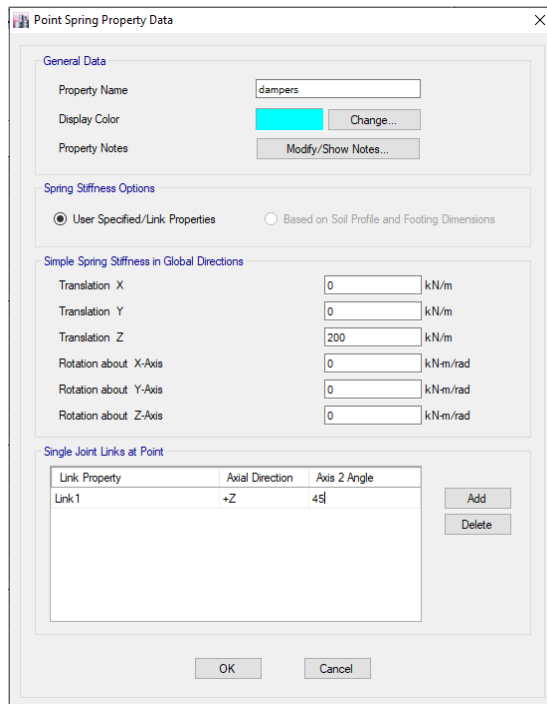 Point Spring Property Data
General Data
Property Name dampers
Display Color Change...
Property Notes Modify/Show Notes...
Spring Stiffness Options
User Specified/Link Properties Based on Soil Profile and Footing Dimensions
Simple Spring Stiffness in Global Directions
Translation X 0 kN/m
Translation Y 0 kN/m
Translation Z 200 kN/m
Rotation about X-Axis 0 kN-m/rad
Rotation about Y-Axis 0 kN-m/rad
Rotation about Z-Axis 0 kN-m/rad
Single Joint Links at Point
Link Property Axial Direction Axis 2 Angle
Link1 +Z 45
Add
Delete
OK Cancel